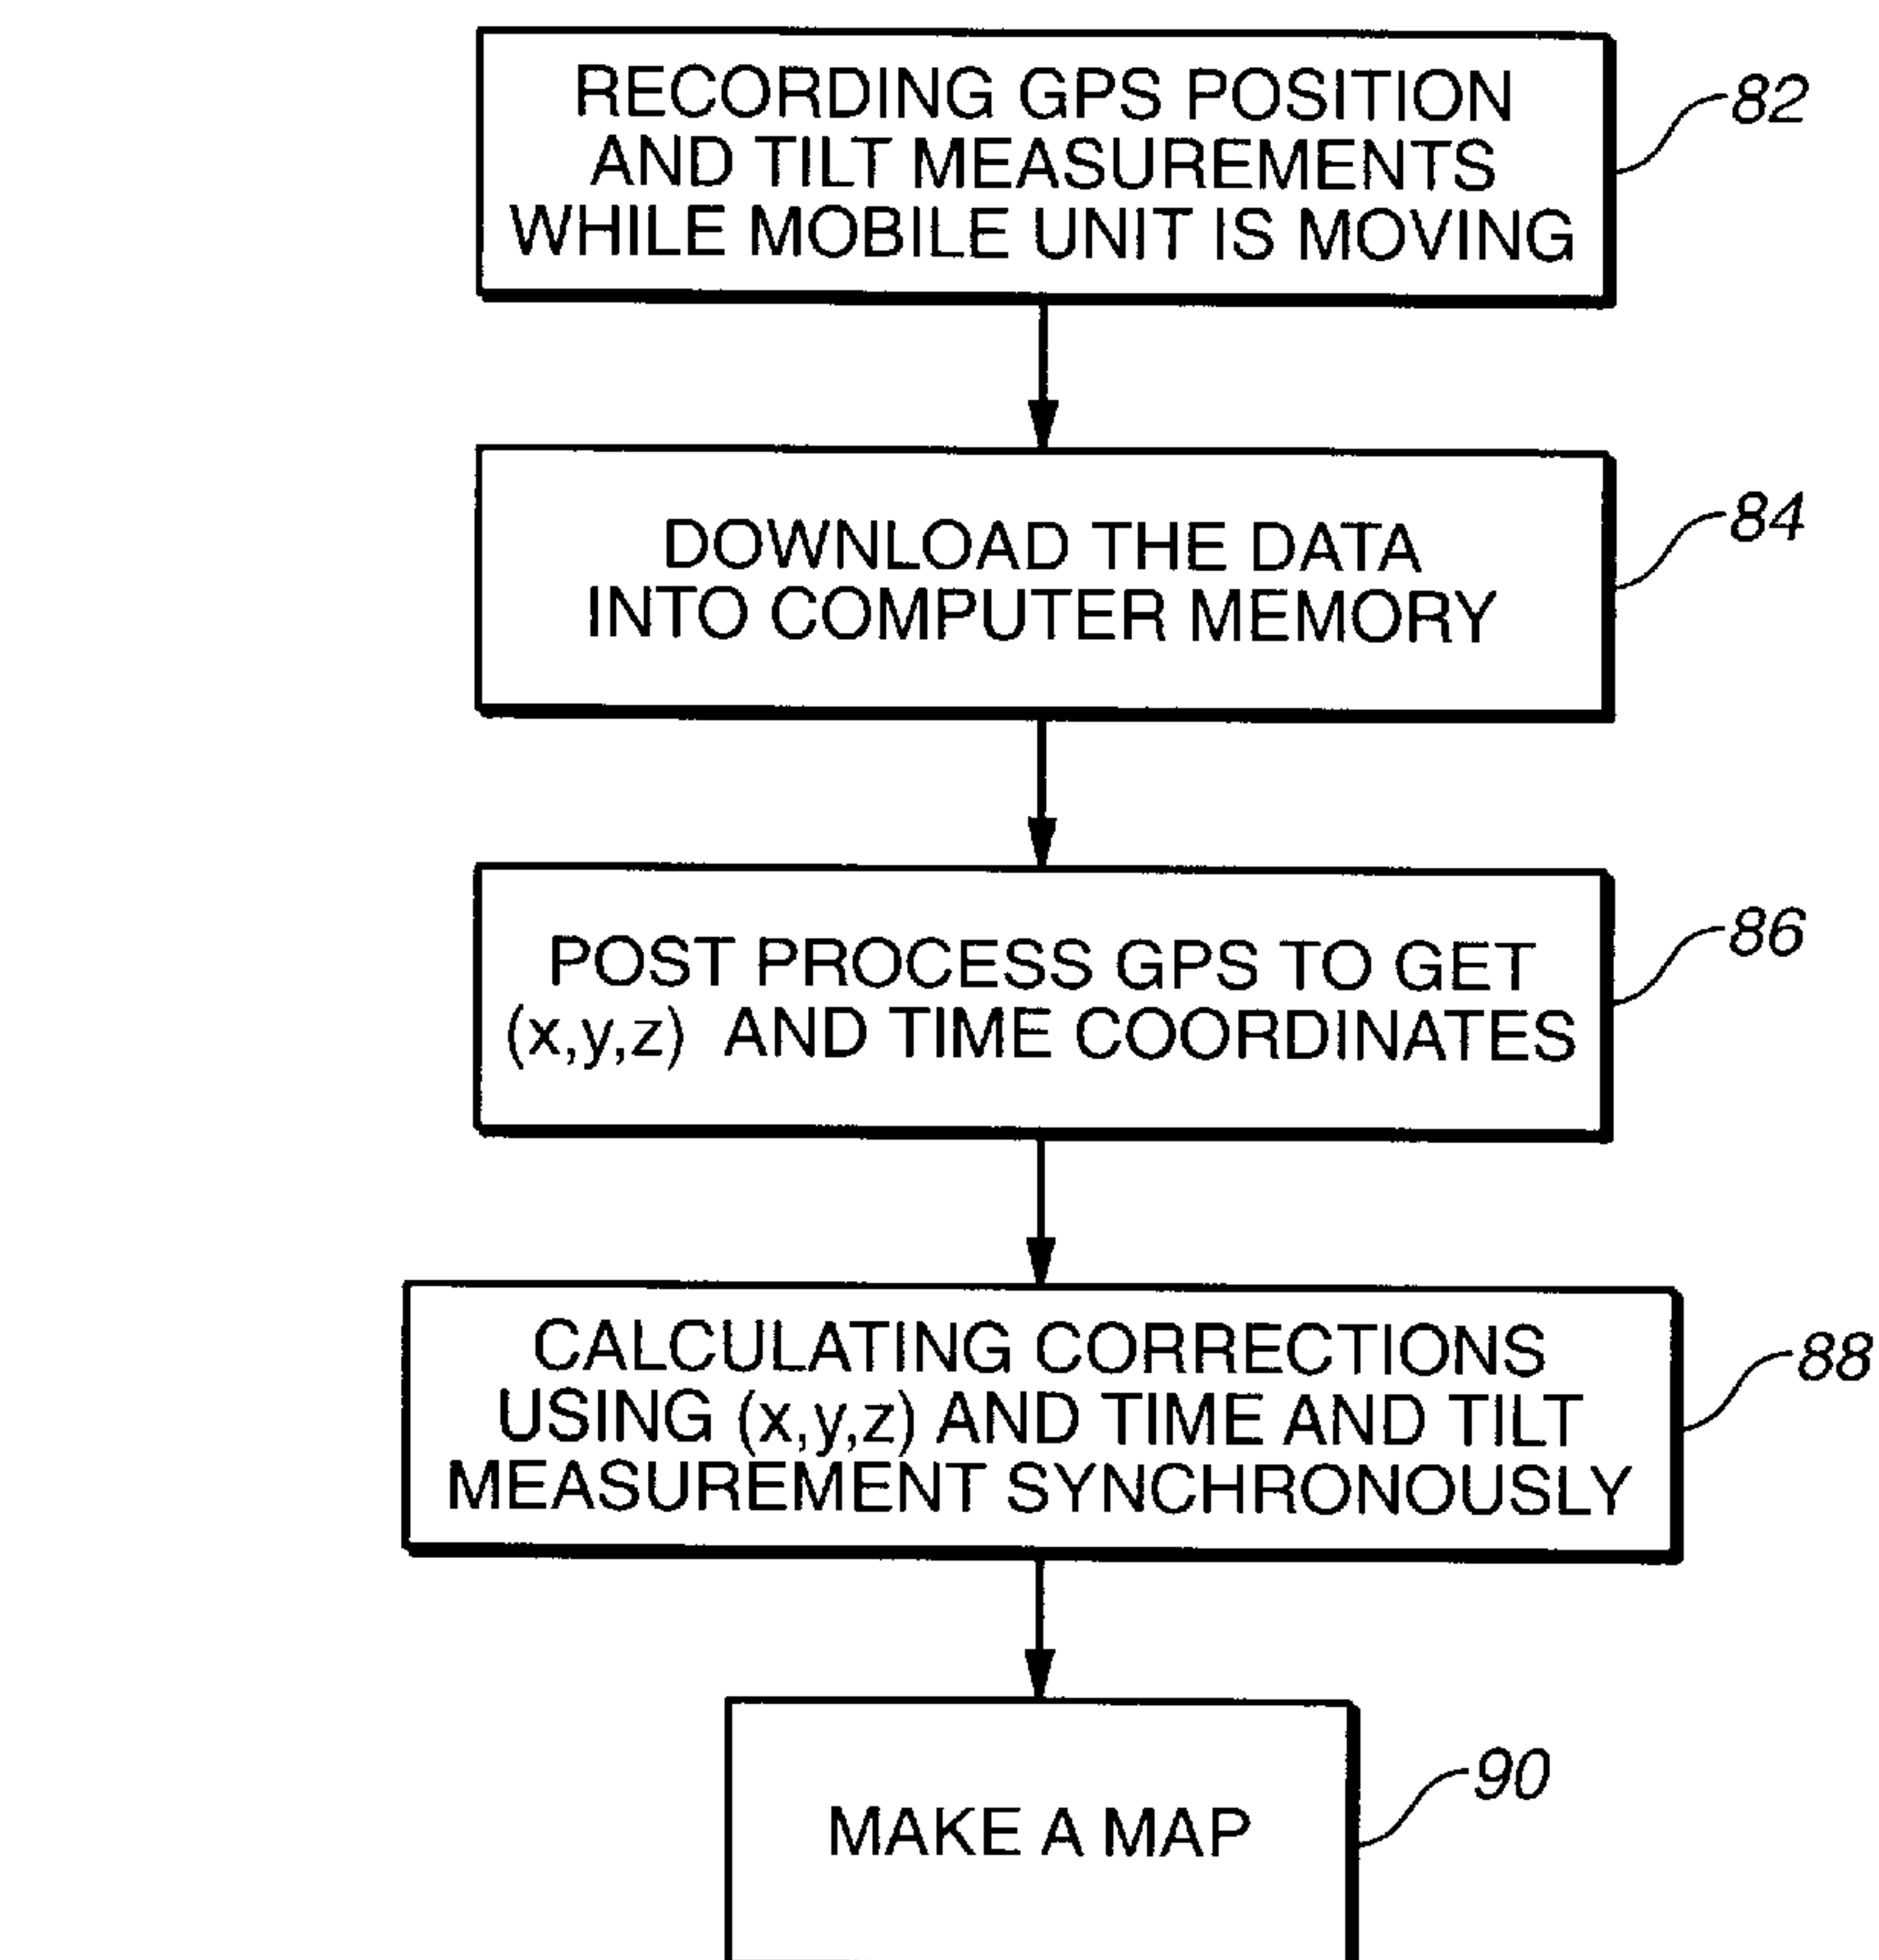 RECORDING GPS POSITION
AND TILT MEASUREMENTS
WHILE MOBILE UNIT IS MOVING
82
DOWNLOAD THE DATA
INTO COMPUTER MEMORY
84
POST PROCESS GPS TO GET
(x,y,z) AND TIME COORDINATES
86
CALCULATING CORRECTIONS
USING (x,y,z) AND TIME AND TILT
MEASUREMENT SYNCHRONOUSLY
88
MAKE A MAP
90